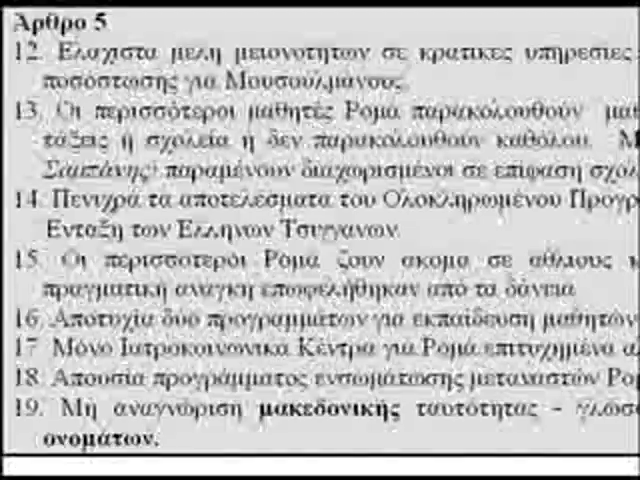 Άρθρο 5
12. Ελάχιστα μέλη μειονοτήτων σε κρατικές υπηρεσίες
ποσόστωσης για Μουσουλμάνους.
13. Οι περισσότεροι μαθητές Ρομά παρακολουθούν
τάξεις ή σχολεία ή δεν παρακολουθούν καθόλου. Μ
Σαμπάνης) παραμένουν διαχωρισμένοι σε επίφαση σχολ
14. Πενιχρά τα αποτελέσματα του Ολοκληρωμένου Προγρ
Ένταξη των Ελλήνων Τσιγγάνων.
15. Οι περισσότεροι Ρομά ζουν ακόμα σε άθλιους κ
πραγματική ανάγκη επωφελήθηκαν από τα δάνεια
16. Αποτυχία δύο προγραμμάτων για εκπαίδευση μαθητών
17. Μόνο Ιατροκοινωνικά Κέντρα για Ρομά επιτυχημένα α
18. Απουσία προγράμματος ενσωμάτωσης μεταναστών Ρο
19. Μη αναγνώριση μακεδονικής ταυτότητας - γλώσσ
ονομάτων.